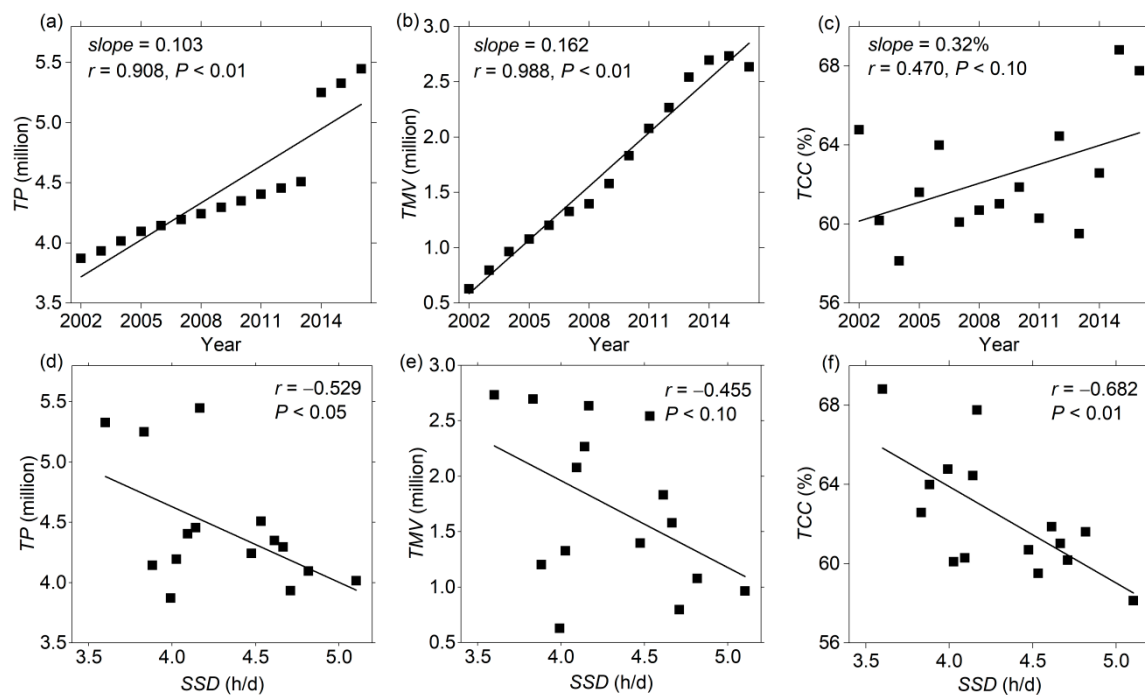 (a)
slope = 0.103
r = 0.908, P < 0.01
5.5
5.0
4.5
4.0
3.5
TP (million)
2002 2005 2008 2011 2014
Year
(b)
slope = 0.162
r = 0.988, P < 0.01
3.0
2.5
2.0
1.5
1.0
0.5
TMV (million)
2002 2005 2008 2011 2014
Year
(c)
slope = 0.32%
r = 0.470, P < 0.10
68
64
60
56
TCC (%)
2002 2005 2008 2011 2014
Year
(d)
r = −0.529
P < 0.05
5.5
5.0
4.5
4.0
3.5
TP (million)
3.5 4.0 4.5 5.0
SSD (h/d)
(e)
r = −0.455
P < 0.10
3.0
2.5
2.0
1.5
1.0
0.5
TMV (million)
3.5 4.0 4.5 5.0
SSD (h/d)
(f)
r = −0.682
P < 0.01
68
64
60
56
TCC (%)
3.5 4.0 4.5 5.0
SSD (h/d)